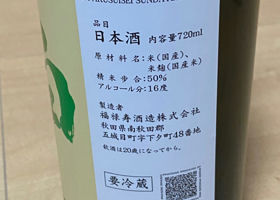 品目
日本酒 内容量720ml
原材料名：米(国産)、
米麹(国産米)
精米歩合：50%
アルコール分：16度
製造者
福禄寿酒造株式会社
秋田県南秋田郡
五城目町字下夕町48番地
飲酒は20歳になってから。
要冷蔵